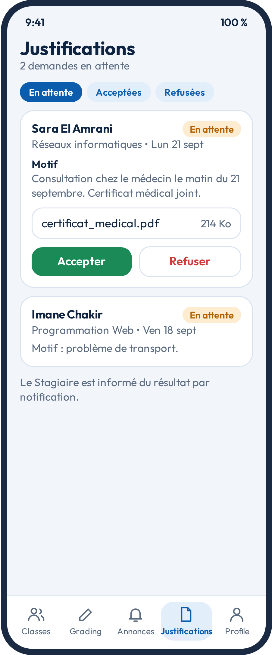 9:41 100 %
Justifications
2 demandes en attente
En attente Acceptées Refusées
Sara El Amrani En attente
Réseaux informatiques • Lun 21 sept
Motif
Consultation chez le médecin le matin du 21
septembre. Certificat médical joint.
certificat_medical.pdf 214 Ko
Accepter Refuser
Imane Chakir En attente
Programmation Web • Ven 18 sept
Motif : problème de transport.
Le Stagiaire est informé du résultat par
notification.
Classes Grading Annonces Justifications Profile